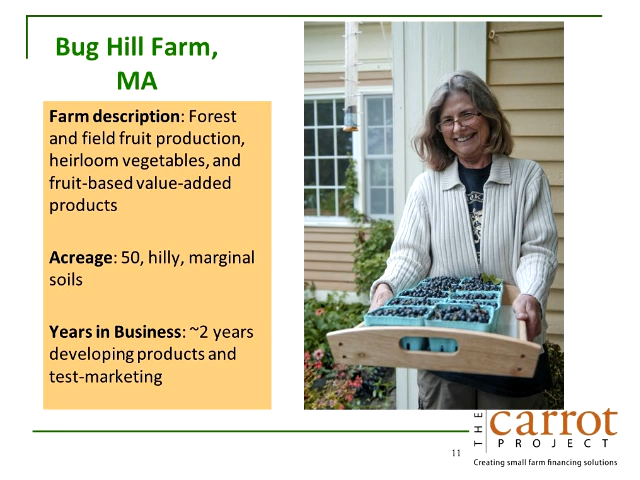 Bug Hill Farm,
MA
Farm description: Forest
and field fruit production,
heirloom vegetables, and
fruit-based value-added
products
Acreage: 50, hilly, marginal
soils
Years in Business: ~2 years
developing products and
test-marketing
11
THE
carrot
PROJECT
Creating small farm financing solutions